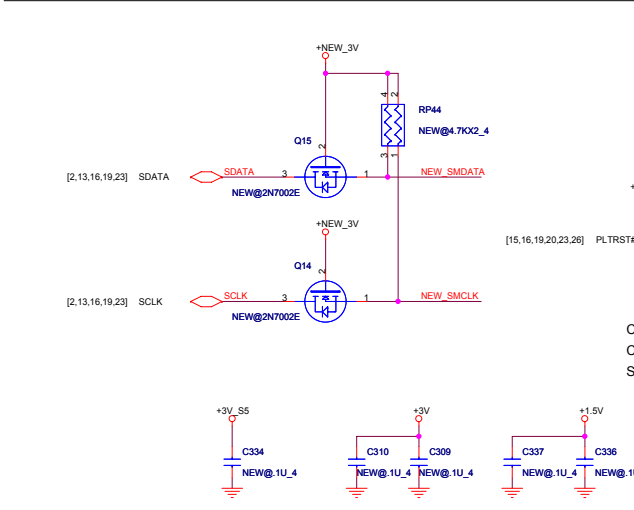 +NEW_3V
4
2
RP44
NEW@4.7KX2_4
Q15
2
3
1
[2,13,16,19,23] SDATA
SDATA
3
1
NEW_SMDATA
NEW@2N7002E
+NEW_3V
[15,16,19,20,23,26] PLTRST#
Q14
2
[2,13,16,19,23] SCLK
SCLK
3
1
NEW_SMCLK
NEW@2N7002E
C
C
S
+3V_S5
+3V
+1.5V
C334
C310
C309
C337
C336
NEW@.1U_4
NEW@.1U_4
NEW@.1U_4
NEW@.1U_4
NEW@.1U